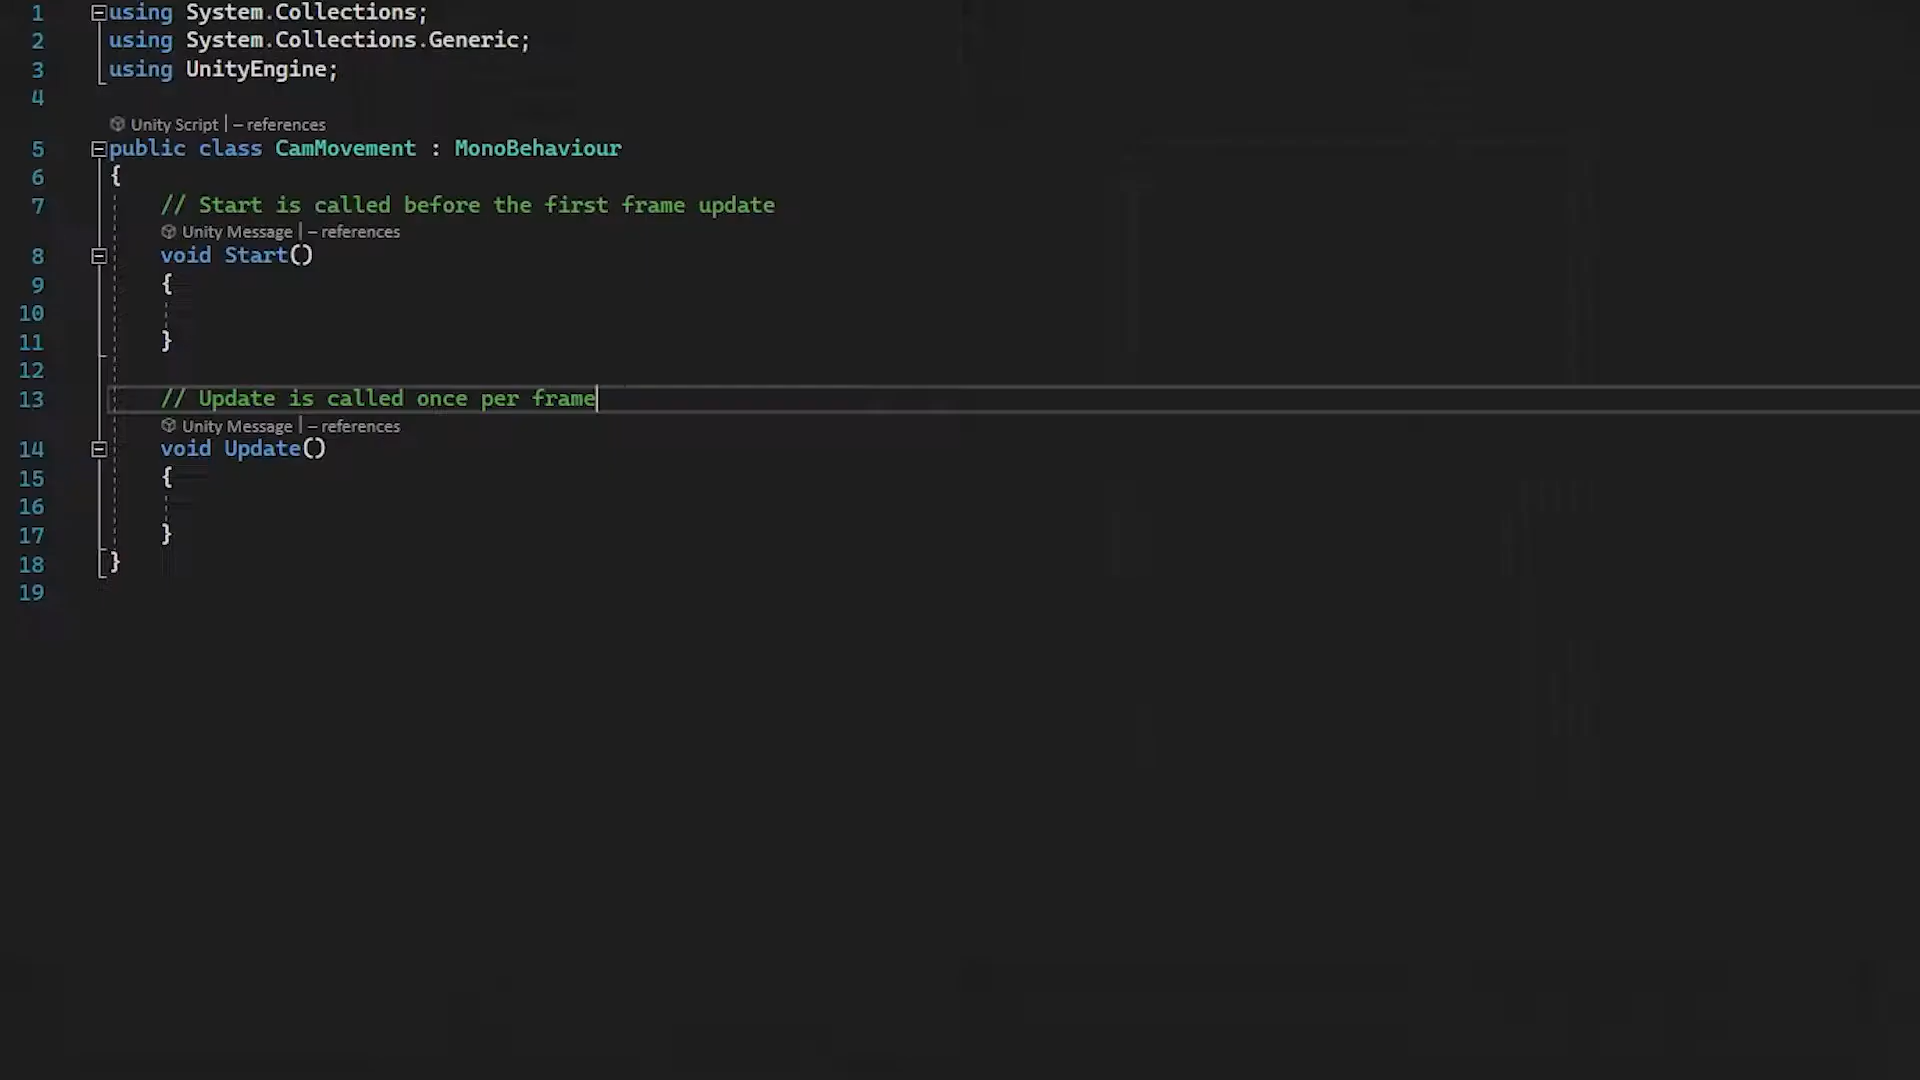 1 using System.Collections;
2 using System.Collections.Generic;
3 using UnityEngine;
4
Unity Script | – references
5 public class CamMovement : MonoBehaviour
6 {
7 // Start is called before the first frame update
Unity Message | – references
8 void Start()
9 {
10
11 }
12
13 // Update is called once per frame
Unity Message | – references
14 void Update()
15 {
16
17 }
18 }
19